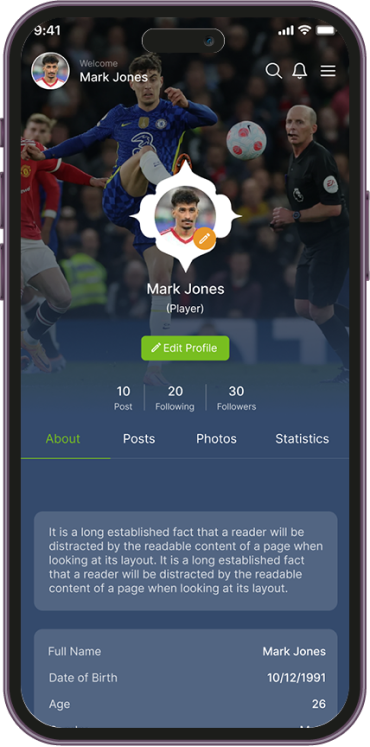 9:41
Welcome
Mark Jones
Mark Jones
(Player)
Edit Profile
10 20 30
Post Following Followers
About Posts Photos Statistics
It is a long established fact that a reader will be
distracted by the readable content of a page when
looking at its layout. It is a long established fact
that a reader will be distracted by the readable
content of a page when looking at its layout.
Full Name Mark Jones
Date of Birth 10/12/1991
Age 26